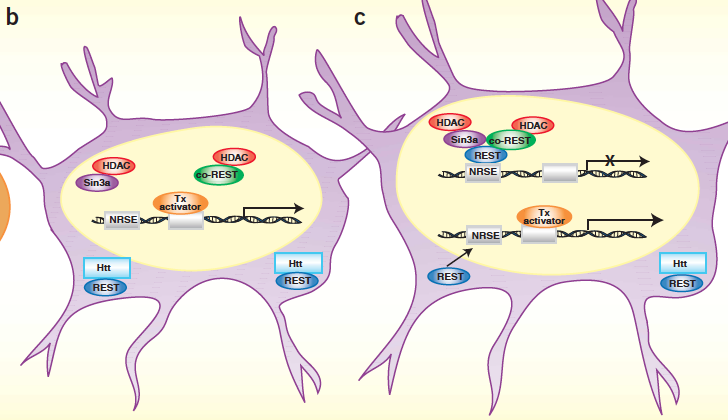 b
HDAC
Sin3a
HDAC
co-REST
Tx
activator
NRSE
Htt
REST
Htt
REST
c
HDAC
HDAC
Sin3a
co-REST
REST
X
NRSE
Tx
activator
NRSE
REST
Htt
REST